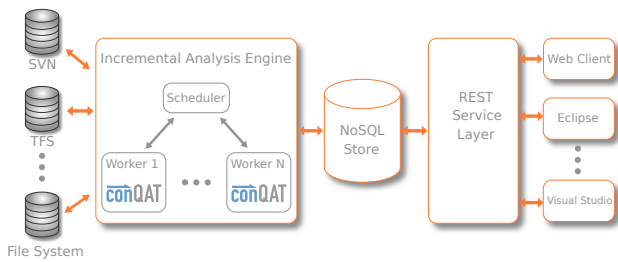 SVN
TFS
File System
Incremental Analysis Engine
Scheduler
Worker 1
conQAT
Worker N
conQAT
NoSQL
Store
REST
Service
Layer
Web Client
Eclipse
Visual Studio